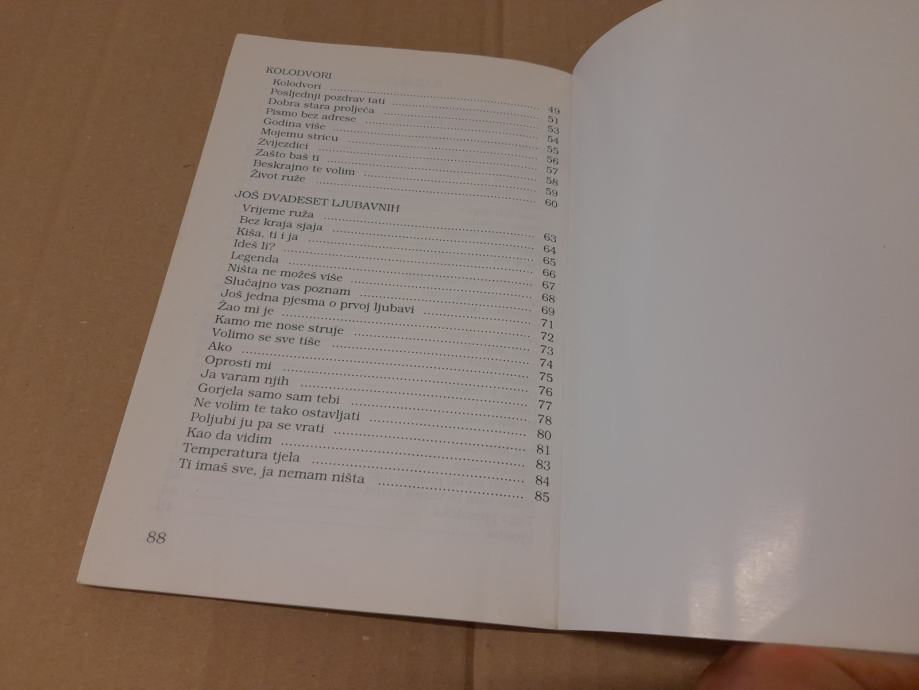 KOLODVORI
Kolodvori ........ 49
Posljednji pozdrav tati ........ 51
Dobra stara proljeća ........ 53
Pismo bez adrese ........ 54
Godina više ........ 55
Mojemu stricu ........ 56
Zvijezdici ........ 57
Zašto baš ti ........ 58
Beskrajno te volim ........ 59
Život ruže ........ 60
JOŠ DVADESET LJUBAVNIH
Vrijeme ruža ........ 63
Bez kraja sjaja ........ 64
Kiša, ti i ja ........ 65
Ideš li? ........ 66
Legenda ........ 67
Ništa ne možeš više ........ 68
Slučajno vas poznam ........ 69
Još jedna pjesma o prvoj ljubavi ........ 71
Žao mi je ........ 72
Kamo me nose struje ........ 73
Volimo se sve tiše ........ 74
Ako ........ 75
Oprosti mi ........ 76
Ja varam njih ........ 77
Gorjela samo sam tebi ........ 78
Ne volim te tako ostavljati ........ 80
Poljubi ju pa se vrati ........ 81
Kao da vidim ........ 83
Temperatura tjela ........ 84
Ti imaš sve, ja nemam ništa ........ 85
88